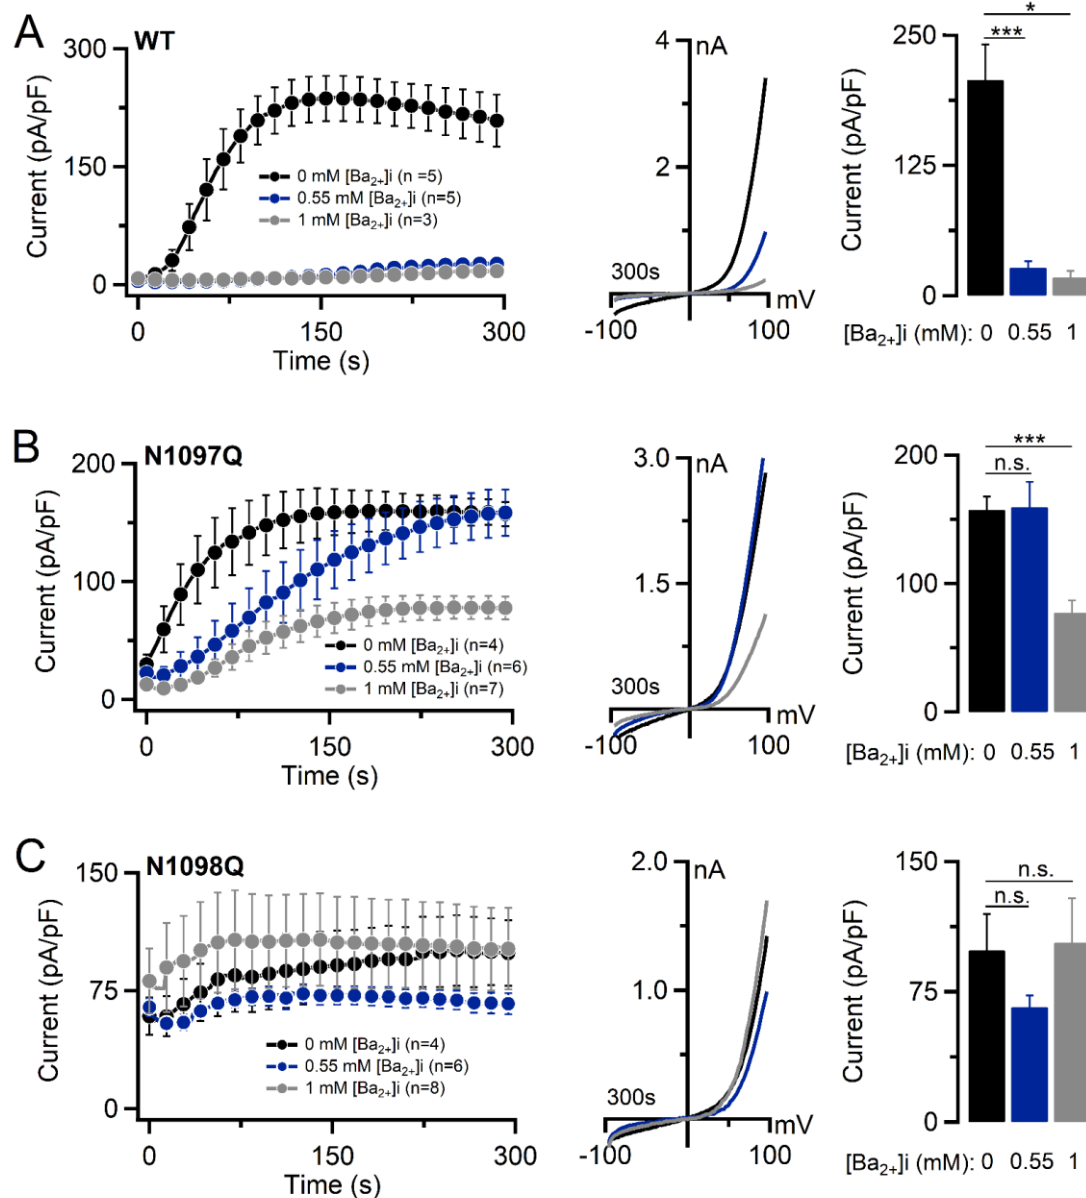 A
WT
300
150
0
Current (pA/pF)
0 mM [Ba2+]i (n =5)
0.55 mM [Ba2+]i (n=5)
1 mM [Ba2+]i (n=3)
0
150
300
Time (s)
4
nA
2
300s
mV
-100
100
*
***
250
125
0
Current (pA/pF)
[Ba2+]i (mM): 0 0.55 1
B
N1097Q
200
100
0
Current (pA/pF)
0 mM [Ba2+]i (n=4)
0.55 mM [Ba2+]i (n=6)
1 mM [Ba2+]i (n=7)
0
150
300
Time (s)
3.0
nA
1.5
300s
mV
-100
100
***
n.s.
200
100
0
Current (pA/pF)
[Ba2+]i (mM): 0 0.55 1
C
N1098Q
150
75
0
Current (pA/pF)
0 mM [Ba2+]i (n=4)
0.55 mM [Ba2+]i (n=6)
1 mM [Ba2+]i (n=8)
0
150
300
Time (s)
2.0
nA
1.0
300s
mV
-100
100
n.s.
n.s.
150
75
0
Current (pA/pF)
[Ba2+]i (mM): 0 0.55 1